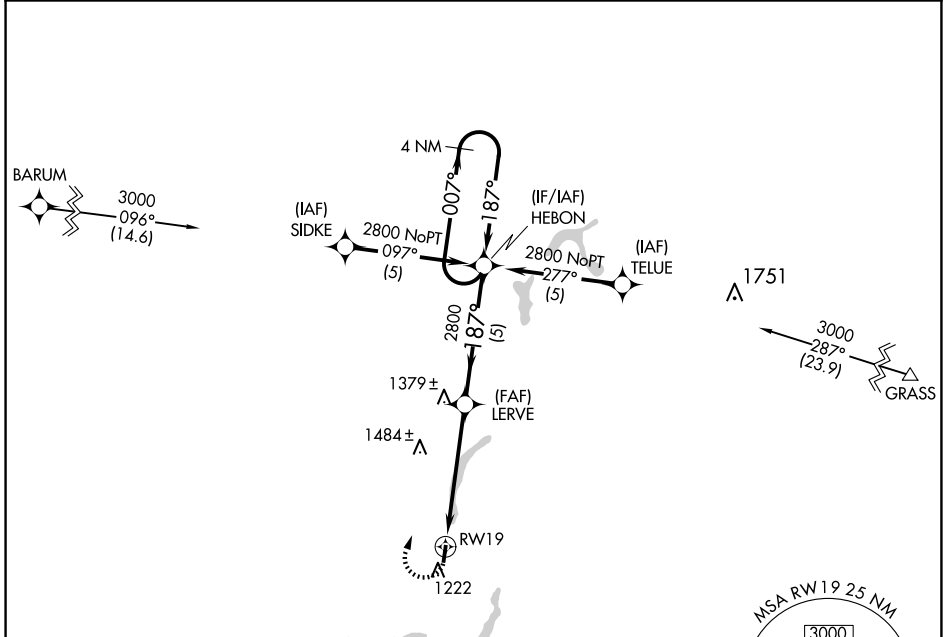 4 NM
BARUM
3000
096°
(14.6)
(IAF)
SIDKE
2800 NoPT
097°
(5)
007°
187°
(IF/IAF)
HEBON
2800 NoPT
277°
(5)
(IAF)
TELUE
1751
3000
287°
(23.9)
GRASS
2800
187°
(5)
1379 ±
(FAF)
LERVE
1484 ±
RW19
1222
MSA RW19 25 NM
3000